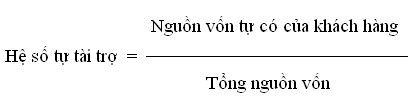 Nguồn vốn tự có của khách hàng
Hệ số tự tài trợ =
Tổng nguồn vốn